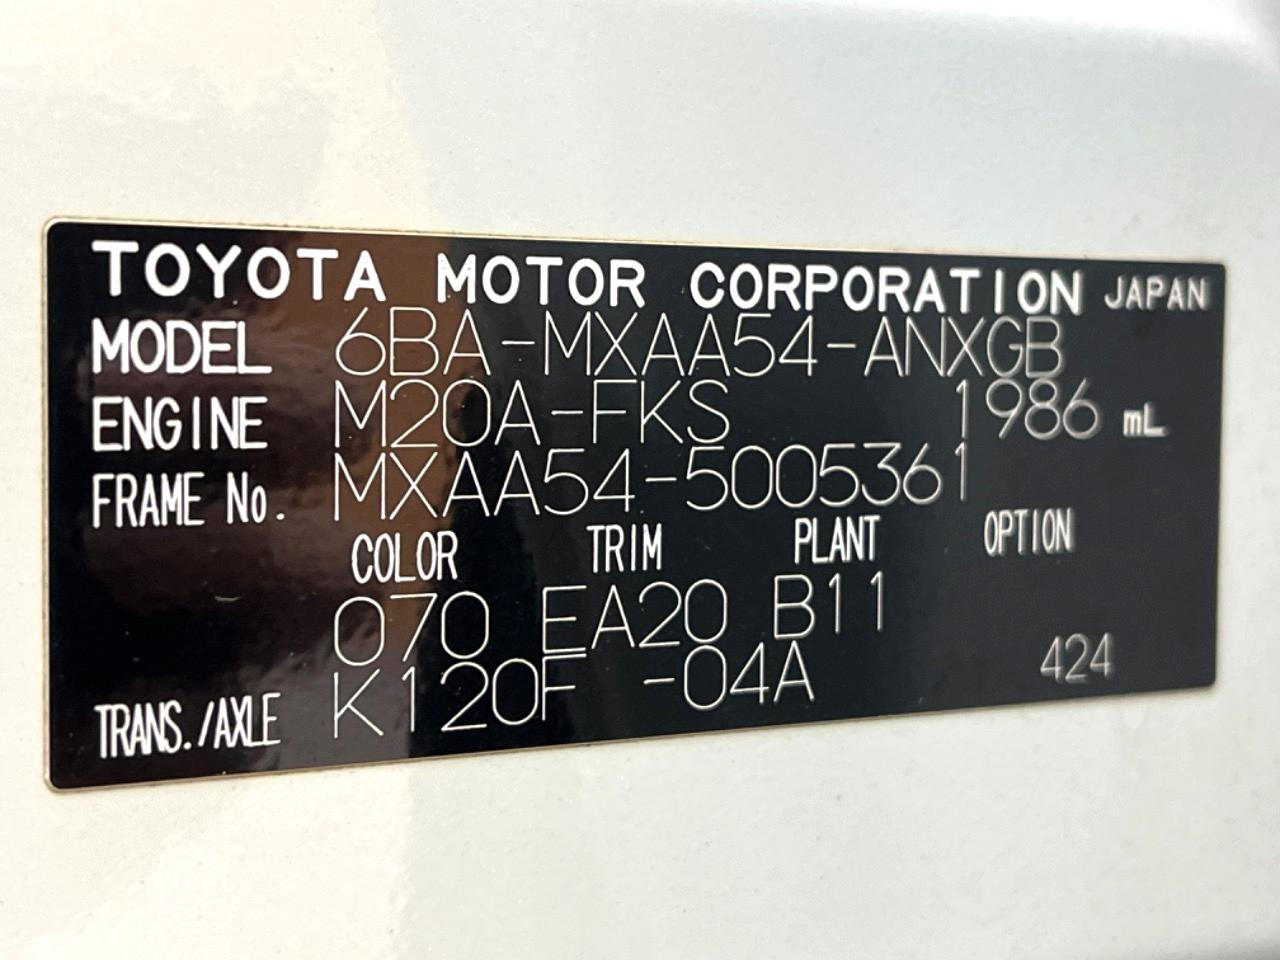 TOYOTA MOTOR CORPORATION JAPAN
MODEL 6BA-MXAA54-ANXGB
ENGINE M20A-FKS 1986 mL
FRAME No. MXAA54-5005361
COLOR TRIM PLANT OPTION
070 EA20 B11
TRANS./AXLE K120F -04A 424